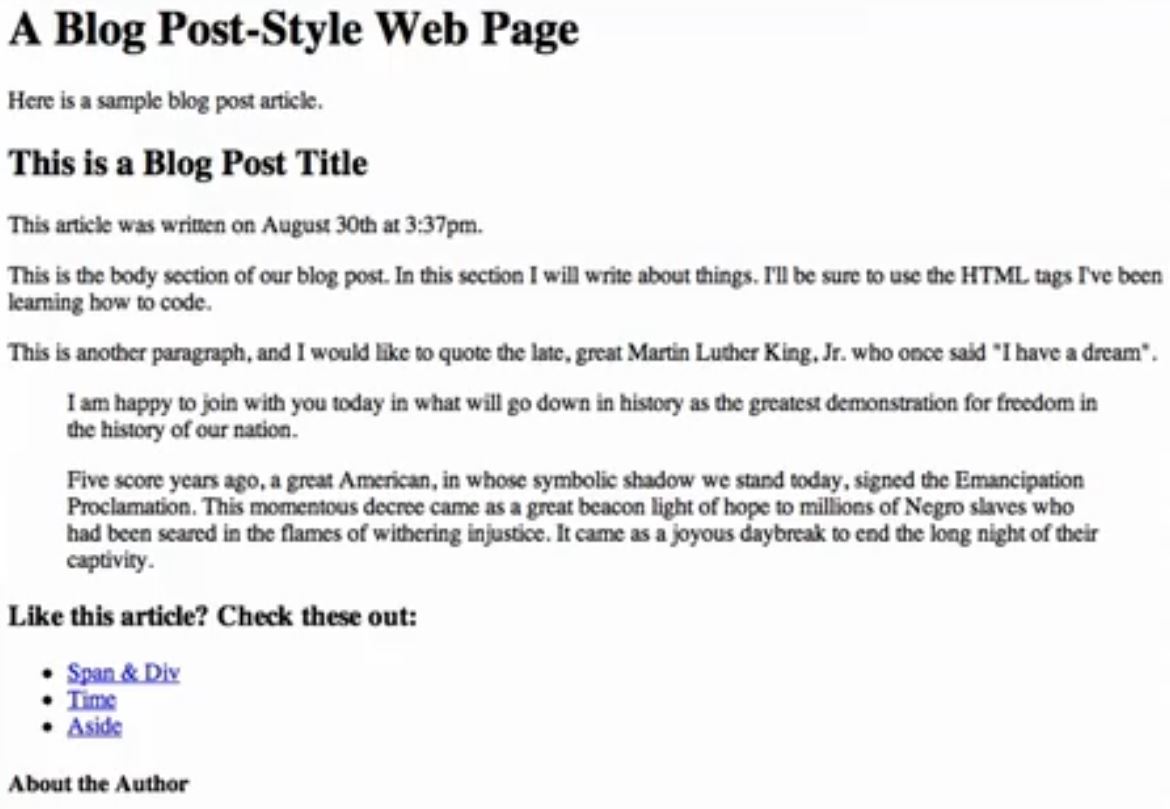 A Blog Post-Style Web Page
Here is a sample blog post article.
This is a Blog Post Title
This article was written on August 30th at 3:37pm.
This is the body section of our blog post. In this section I will write about things. I'll be sure to use the HTML tags I've been
learning how to code.
This is another paragraph, and I would like to quote the late, great Martin Luther King, Jr. who once said "I have a dream".
I am happy to join with you today in what will go down in history as the greatest demonstration for freedom in
the history of our nation.
Five score years ago, a great American, in whose symbolic shadow we stand today, signed the Emancipation
Proclamation. This momentous decree came as a great beacon light of hope to millions of Negro slaves who
had been seared in the flames of withering injustice. It came as a joyous daybreak to end the long night of their
captivity.
Like this article? Check these out:
• Span & Div
• Time
• Aside
About the Author